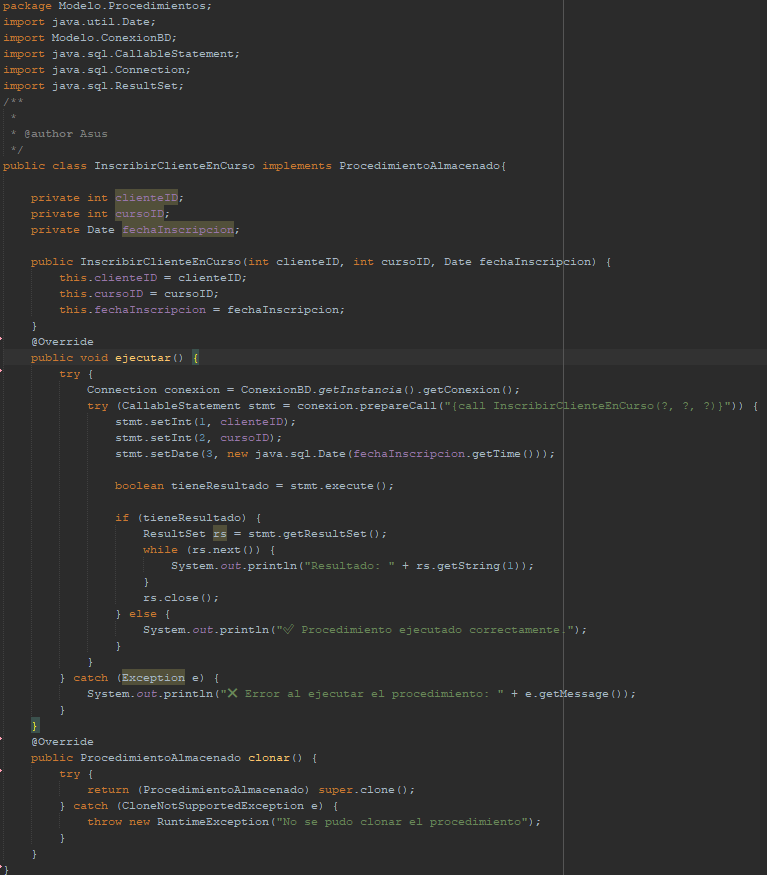 package Modelo.Procedimientos;
import java.util.Date;
import Modelo.ConexionBD;
import java.sql.CallableStatement;
import java.sql.Connection;
import java.sql.ResultSet;
/**
 *
 * @author Asus
 */
public class InscribirClienteEnCurso implements ProcedimientoAlmacenado{
    private int clienteID;
    private int cursoID;
    private Date fechaInscripcion;
    public InscribirClienteEnCurso(int clienteID, int cursoID, Date fechaInscripcion) {
        this.clienteID = clienteID;
        this.cursoID = cursoID;
        this.fechaInscripcion = fechaInscripcion;
    }
    @Override
    public void ejecutar() {
        try {
            Connection conexion = ConexionBD.getInstancia().getConexion();
            try (CallableStatement stmt = conexion.prepareCall("{call InscribirClienteEnCurso(?, ?, ?)}")) {
                stmt.setInt(1, clienteID);
                stmt.setInt(2, cursoID);
                stmt.setDate(3, new java.sql.Date(fechaInscripcion.getTime()));
                boolean tieneResultado = stmt.execute();
                if (tieneResultado) {
                    ResultSet rs = stmt.getResultSet();
                    while (rs.next()) {
                        System.out.println("Resultado: " + rs.getString(1));
                    }
                    rs.close();
                } else {
                    System.out.println("✅ Procedimiento ejecutado correctamente.");
                }
            }
        } catch (Exception e) {
            System.out.println("❌ Error al ejecutar el procedimiento: " + e.getMessage());
        }
    }
    @Override
    public ProcedimientoAlmacenado clonar() {
        try {
            return (ProcedimientoAlmacenado) super.clone();
        } catch (CloneNotSupportedException e) {
            throw new RuntimeException("No se pudo clonar el procedimiento");
        }
    }
}